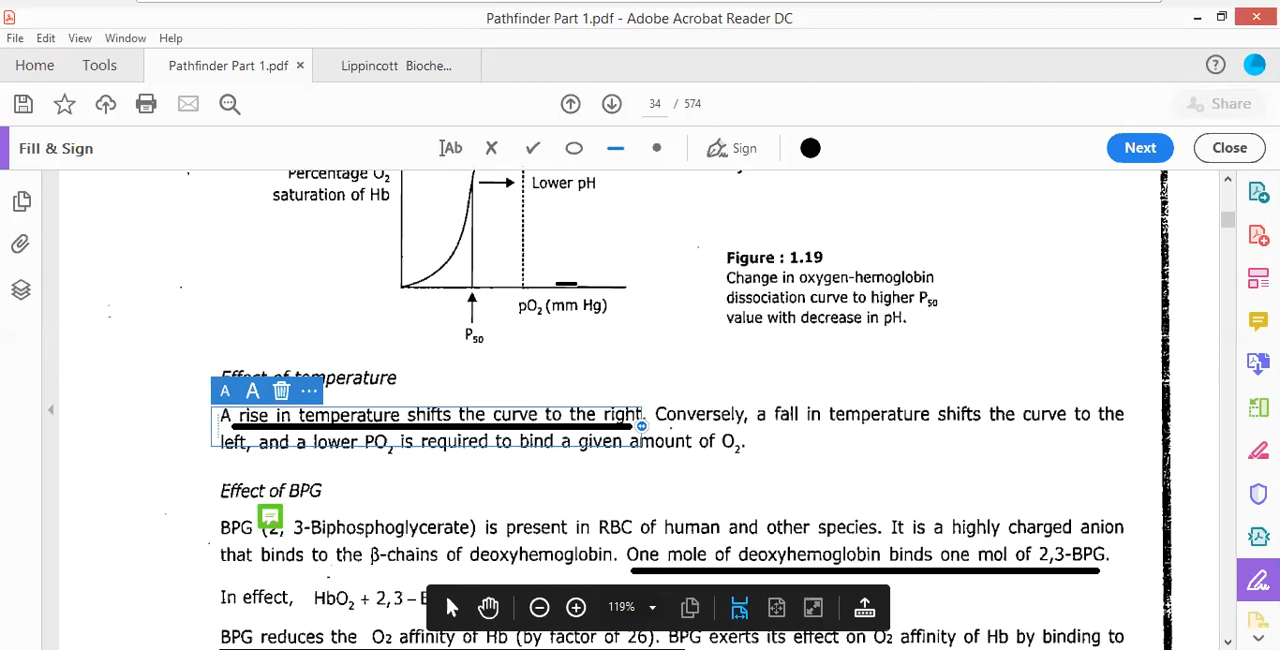 Pathfinder Part 1.pdf - Adobe Acrobat Reader DC
File Edit View Window Help
Home Tools Pathfinder Part 1.pdf × Lippincott Bioche...
34 / 574 Share
Fill & Sign Ab Sign Next Close
Percentage O₂
saturation of Hb
Lower pH
pO₂ (mm Hg)
P₅₀
Figure : 1.19
Change in oxygen-hemoglobin
dissociation curve to higher P₅₀
value with decrease in pH.
Effect of temperature
A A ...
A rise in temperature shifts the curve to the right. Conversely, a fall in temperature shifts the curve to the
left, and a lower PO₂ is required to bind a given amount of O₂.
Effect of BPG
BPG (2, 3-Biphosphoglycerate) is present in RBC of human and other species. It is a highly charged anion
that binds to the β-chains of deoxyhemoglobin. One mole of deoxyhemoglobin binds one mol of 2,3-BPG.
In effect, HbO₂ + 2,3 –
119%
BPG reduces the O₂ affinity of Hb (by factor of 26). BPG exerts its effect on O₂ affinity of Hb by binding to